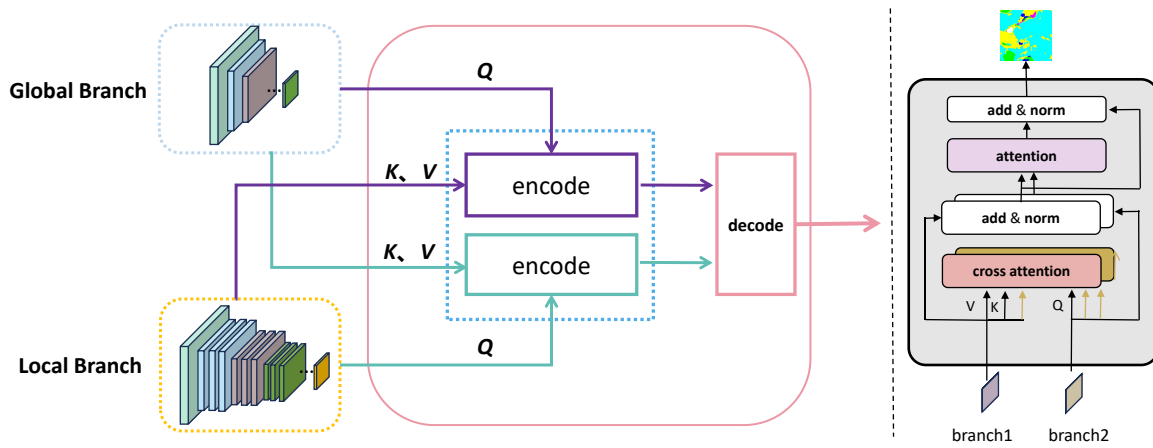 Global Branch
Q
K、V
encode
decode
K、V
encode
Q
Local Branch
...
...
add & norm
attention
add & norm
cross attention
V
K
Q
branch1
branch2